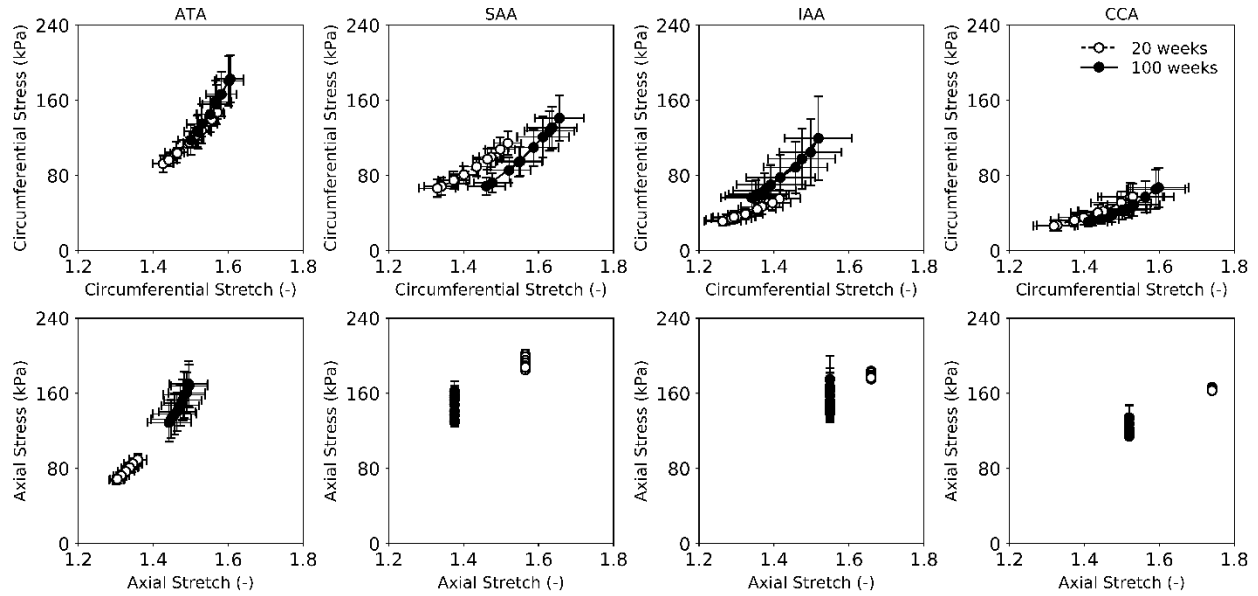 ATA
SAA
IAA
CCA
240
160
80
0
Circumferential Stress (kPa)
1.2 1.4 1.6 1.8
Circumferential Stretch (-)
240
160
80
0
Circumferential Stress (kPa)
1.2 1.4 1.6 1.8
Circumferential Stretch (-)
240
160
80
0
Circumferential Stress (kPa)
1.2 1.4 1.6 1.8
Circumferential Stretch (-)
240
160
80
0
Circumferential Stress (kPa)
20 weeks
100 weeks
1.2 1.4 1.6 1.8
Circumferential Stretch (-)
240
160
80
0
Axial Stress (kPa)
1.2 1.4 1.6 1.8
Axial Stretch (-)
240
160
80
0
Axial Stress (kPa)
1.2 1.4 1.6 1.8
Axial Stretch (-)
240
160
80
0
Axial Stress (kPa)
1.2 1.4 1.6 1.8
Axial Stretch (-)
240
160
80
0
Axial Stress (kPa)
1.2 1.4 1.6 1.8
Axial Stretch (-)